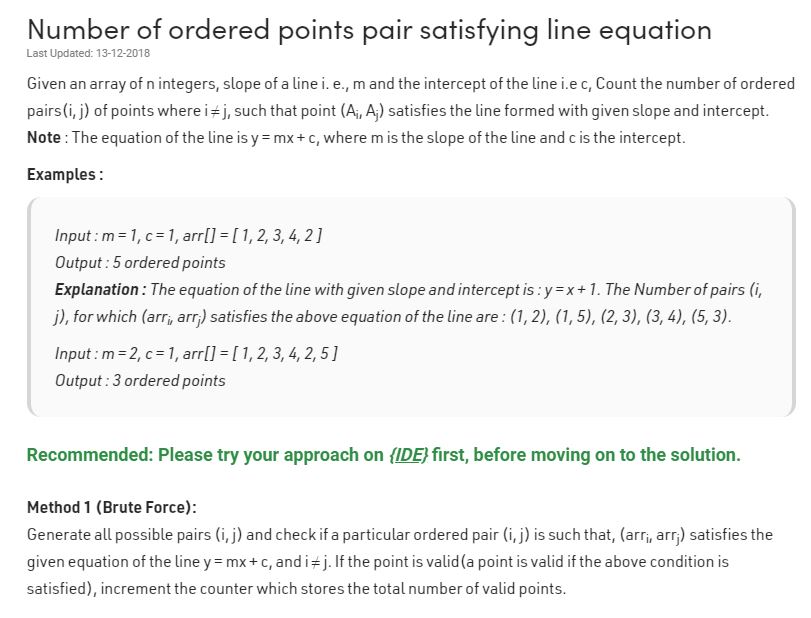 Number of ordered points pair satisfying line equation
Last Updated: 13-12-2018
Given an array of n integers, slope of a line i. e., m and the intercept of the line i.e c, Count the number of ordered
pairs(i, j) of points where i ≠ j, such that point (Ai, Aj) satisfies the line formed with given slope and intercept.
Note : The equation of the line is y = mx + c, where m is the slope of the line and c is the intercept.
Examples :
Input : m = 1, c = 1, arr[] = [ 1, 2, 3, 4, 2 ]
Output : 5 ordered points
Explanation : The equation of the line with given slope and intercept is : y = x + 1. The Number of pairs (i,
j), for which (arri, arrj) satisfies the above equation of the line are : (1, 2), (1, 5), (2, 3), (3, 4), (5, 3).
Input : m = 2, c = 1, arr[] = [ 1, 2, 3, 4, 2, 5 ]
Output : 3 ordered points
Recommended: Please try your approach on {IDE} first, before moving on to the solution.
Method 1 (Brute Force):
Generate all possible pairs (i, j) and check if a particular ordered pair (i, j) is such that, (arri, arrj) satisfies the
given equation of the line y = mx + c, and i ≠ j. If the point is valid(a point is valid if the above condition is
satisfied), increment the counter which stores the total number of valid points.